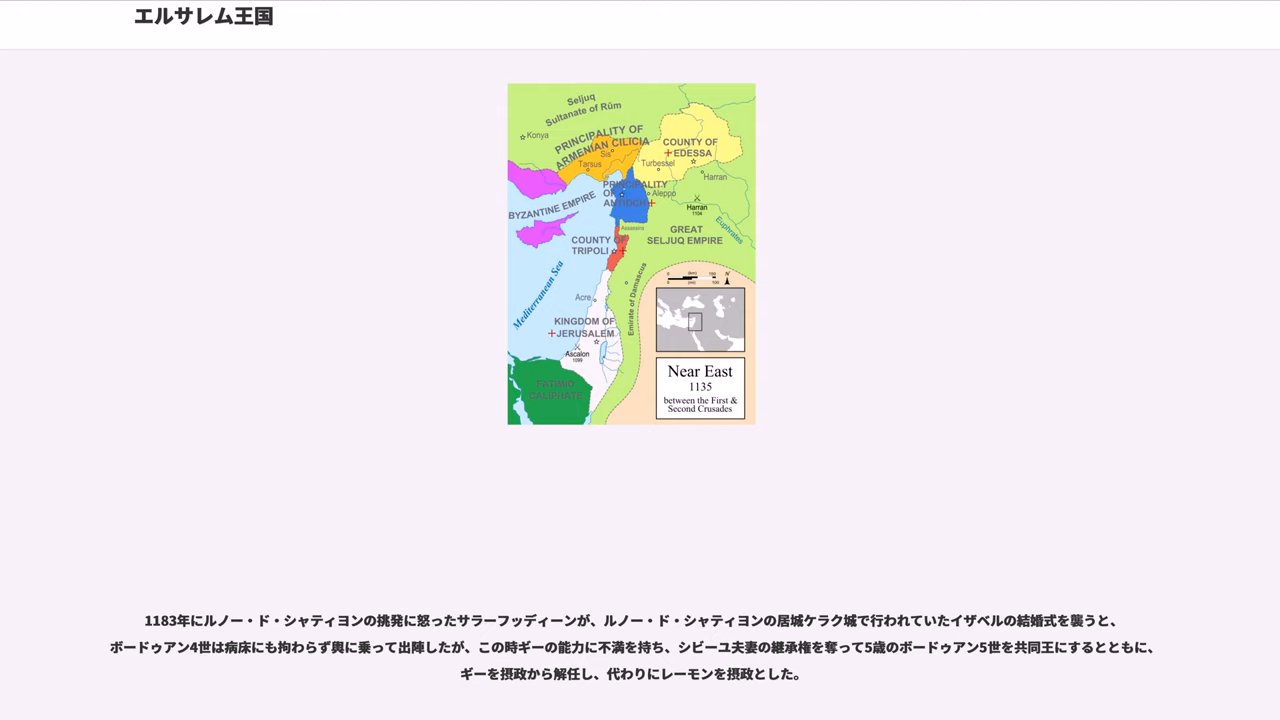 エルサレム王国
Seljuq
Sultanate of Rûm
Konya
PRINCIPALITY OF
ARMENIAN CILICIA
Sis
Tarsus
COUNTY OF
EDESSA
Turbessel
Harran
PRINCIPALITY
OF
ANTIOCH
Aleppo
Harran
1104
BYZANTINE EMPIRE
Assassins
GREAT
SELJUQ EMPIRE
Euphrates
COUNTY OF
TRIPOLI
Mediterranean Sea
Emirate of Damascus
Acre
KINGDOM OF
JERUSALEM
Ascalon
1099
FATIMID
CALIPHATE
0 (km) 150 N
0 (mi) 100
Near East
1135
between the First &
Second Crusades
1183年にルノー・ド・シャティヨンの挑発に怒ったサラーフッディーンが、ルノー・ド・シャティヨンの居城ケラク城で行われていたイザベルの結婚式を襲うと、
ボードゥアン4世は病床にも拘わらず輿に乗って出陣したが、この時ギーの能力に不満を持ち、シビーユ夫妻の継承権を奪って5歳のボードゥアン5世を共同王にするとともに、
ギーを摂政から解任し、代わりにレーモンを摂政とした。